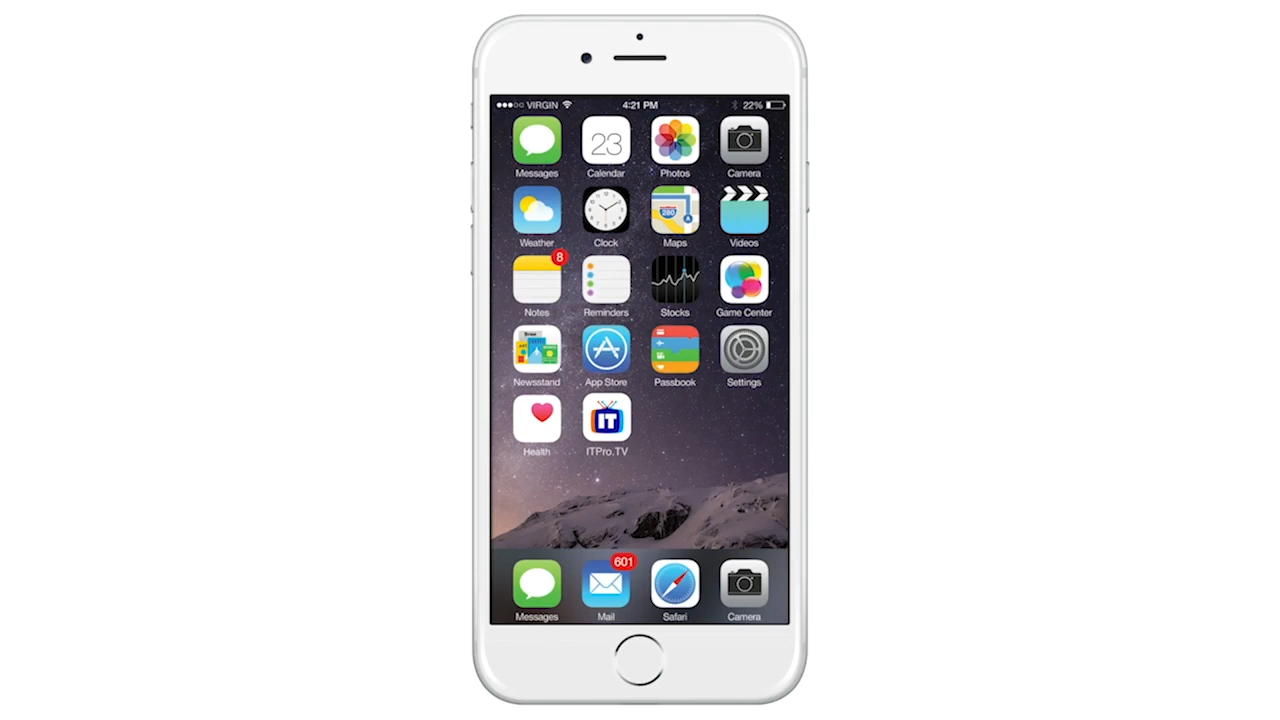 VIRGIN 4:21 PM 22%
23
Messages Calendar Photos Camera
280
Weather Clock Maps Videos
8
Notes Reminders Stocks Game Center
Newsstand App Store Passbook Settings
IT
Health ITPro.TV
601
Messages Mail Safari Camera